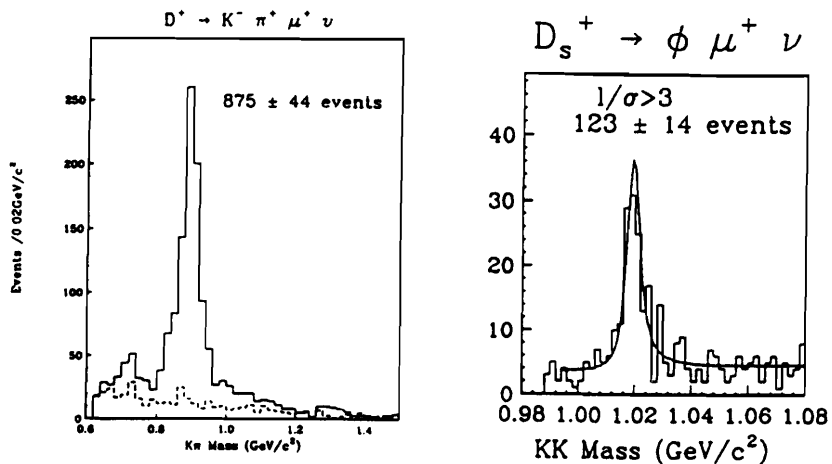 D⁺ → K⁻ π⁺ μ⁺ ν
875 ± 44 events
Events /0 02GeV/c²
250
200
150
100
50
0
0.6
0.8
1.0
1.2
1.4
Kπ Mass (GeV/c²)
Dₛ⁺ → ϕ μ⁺ ν
l/σ>3
123 ± 14 events
40
30
20
10
0
0.98
1.00
1.02
1.04
1.06
1.08
KK Mass (GeV/c²)